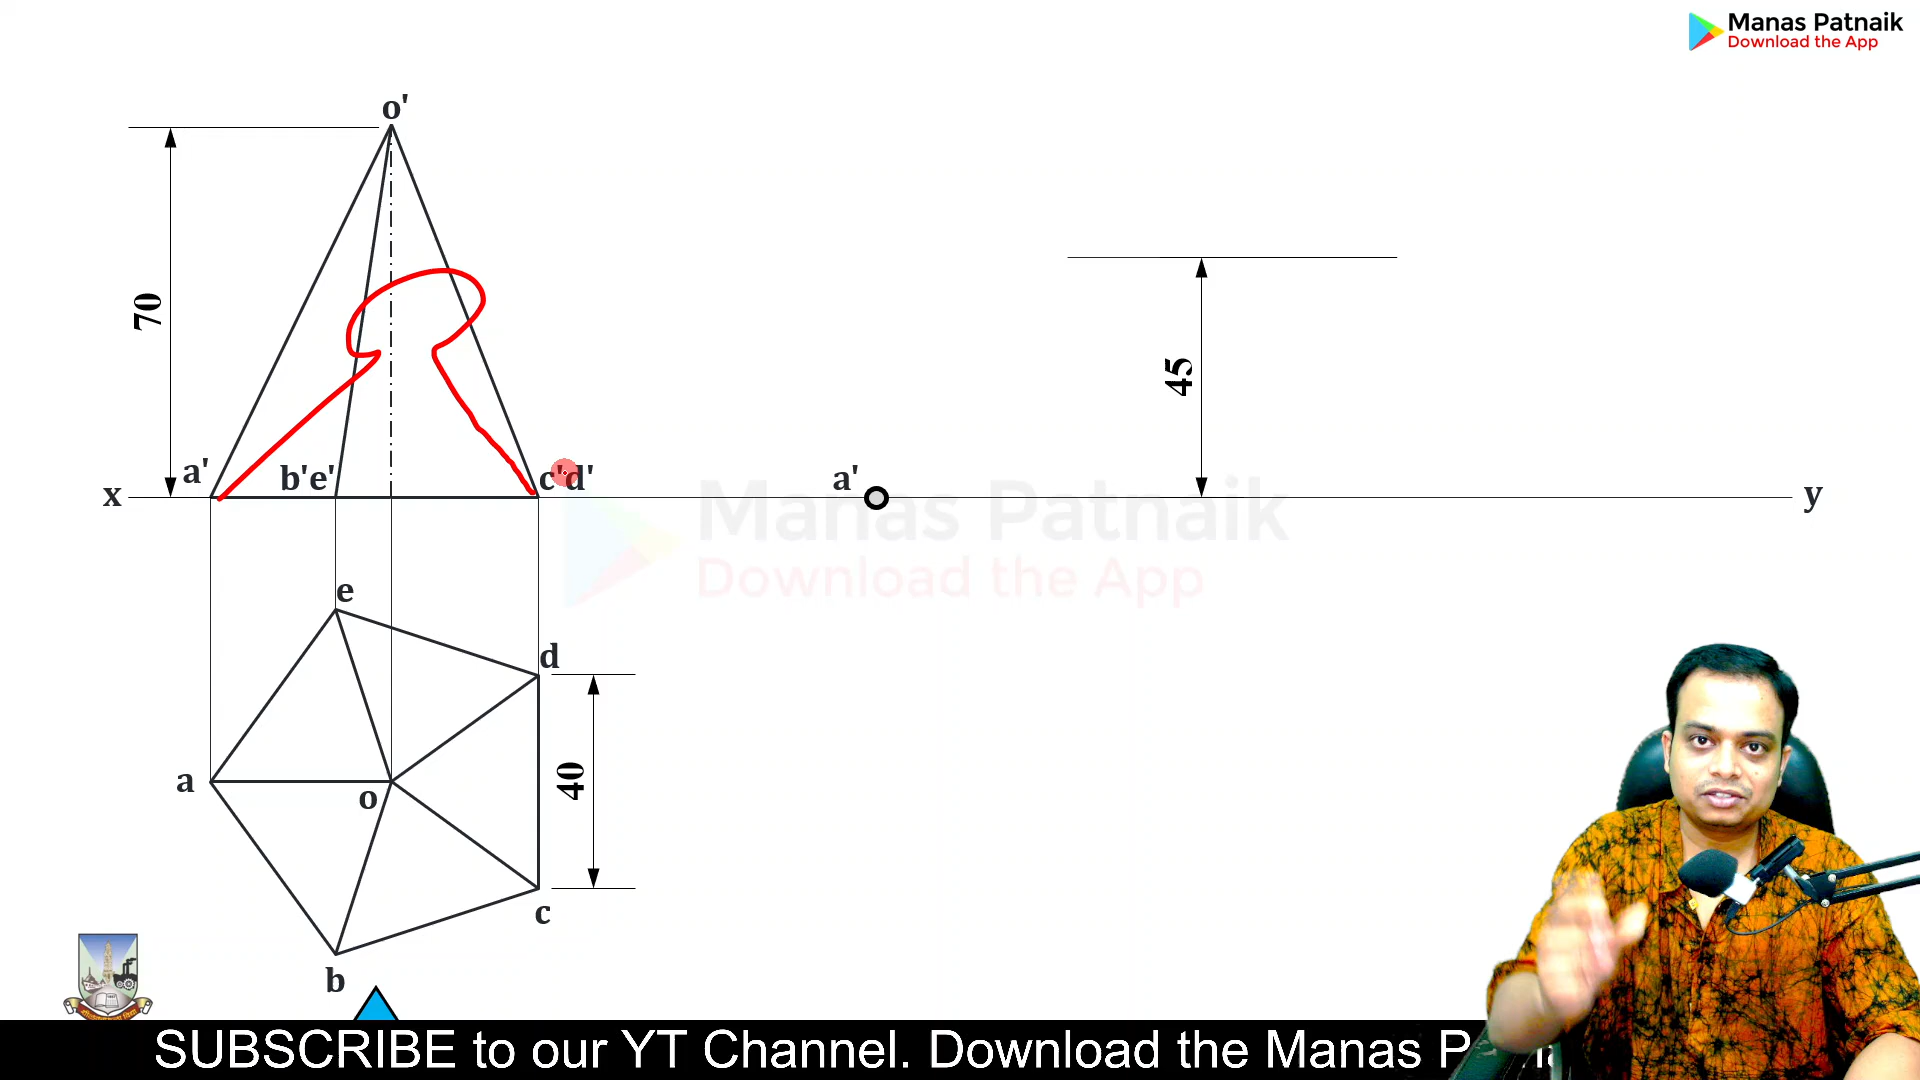 Manas Patnaik
Download the App
o'
70
45
a'
b'e'
c'd'
a'
x
y
Manas Patnaik
Download the App
e
d
a
o
40
c
b
SUBSCRIBE to our YT Channel. Download the Manas P